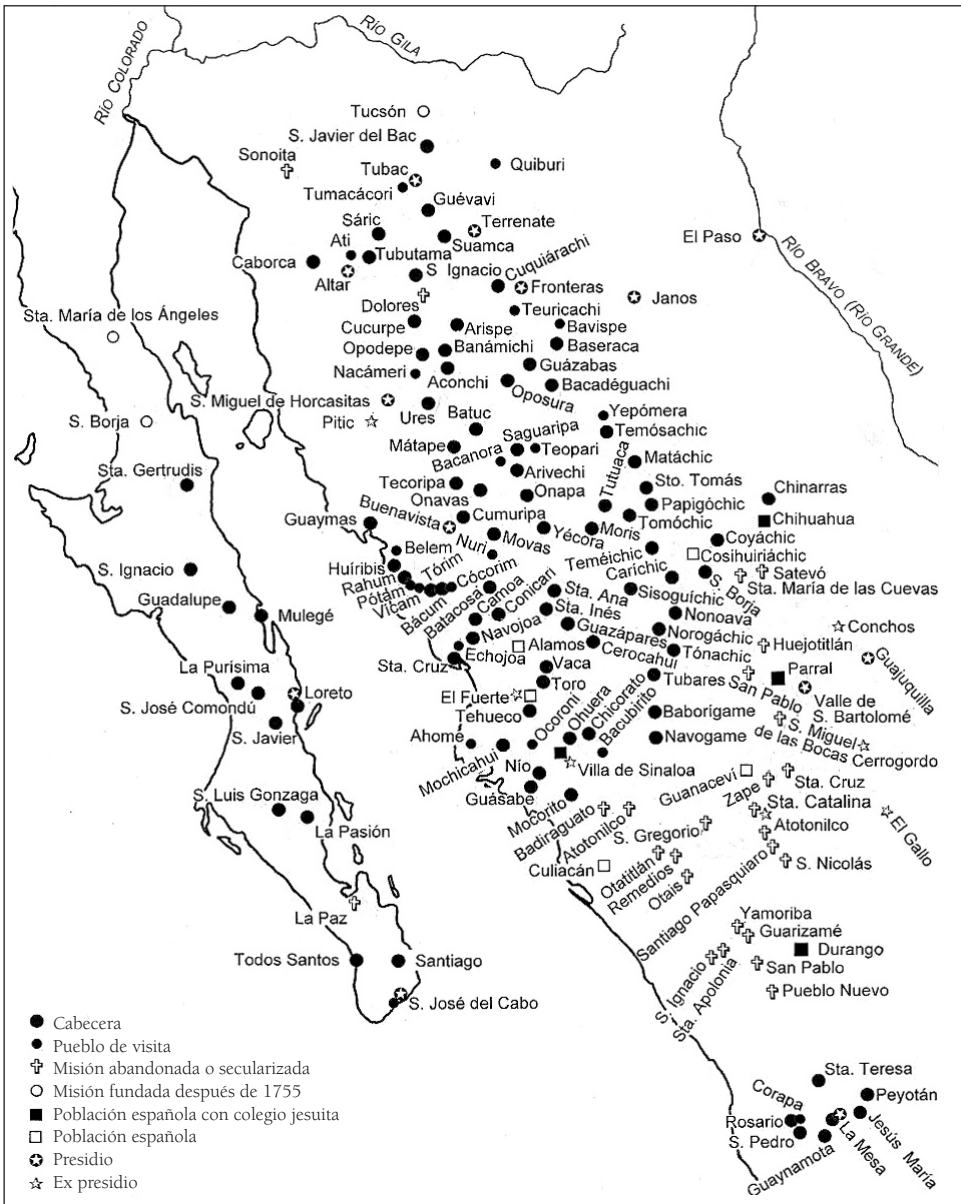 RÍO COLORADO
RÍO GILA
Tucsón
S. Javier del Bac
Sonoita
Quiburi
Tubac
Tumacácori
Guévavi
Sáric
Terrenate
Ati
Suamca
El Paso
Tubutama
Caborca
Altar
S Ignacio
Cuquiárachi
Fronteras
Janos
RÍO BRAVO (RÍO GRANDE)
Dolores
Teuricachi
Sta. María de los Ángeles
Cucurpe
Arispe
Bavispe
Opodepe
Banámichi
Baseraca
Nacámeri
Aconchi
Guázabas
Oposura
Bacadéguachi
S. Miguel de Horcasitas
Ures
Batuc
Yepómera
S. Borja
Pitic
Temósachic
Mátape
Saguaripa
Bacanora
Teopari
Tutuaca
Matáchic
Sta. Gertrudis
Tecoripa
Arivechi
Sto. Tomás
Chinarras
Onavas
Onapa
Papigóchic
Guaymas
Buenavista
Cumuripa
Tomóchic
Chihuahua
Nuri
Movas
Yécora
Moris
Coyáchic
Belem
Teméichic
Cosihuiriáchic
Huíribis
Tórim
Cócorim
Caríchic
S. Borja
Satevó
S. Ignacio
Rahum
Pótam
Vícam
Bácum
Batacosa
Camoa
Conicari
Sta. Ana
Sta. Inés
Sisoguíchic
Sta. María de las Cuevas
Guadalupe
Mulegé
Nonoava
Navojoa
Guazápares
Norogáchic
Huejotitlán
Conchos
Echojoa
Alamos
Cerocahui
Tónachic
Sta. Cruz
Vaca
Parral
Guajuquilla
La Purísima
Loreto
El Fuerte
Toro
Tubares
San Pablo
Valle de
S. Bartolomé
S. José Comondú
Tehueco
Ocoroni
Ohuera
Chicorato
Bacubirito
Baborigame
S. Miguel
de las Bocas
Cerrogordo
S. Javier
Ahomé
Navogame
Mochicahui
Nío
Villa de Sinaloa
Guanaceví
Zape
Sta. Cruz
S. Luis Gonzaga
Guásabe
Sta. Catalina
La Pasión
Mocorito
Badiraguato
Atotonilco
S. Gregorio
Atotonilco
El Gallo
Culiacán
Otatitlán
Remedios
Otais
Santiago Papasquiaro
S. Nicolás
La Paz
Yamoriba
Guarizamé
Todos Santos
Santiago
Durango
S. Ignacio
Sta. Apolonia
San Pablo
S. José del Cabo
Pueblo Nuevo
Cabecera
Pueblo de visita
Misión abandonada o secularizada
Misión fundada después de 1755
Población española con colegio jesuita
Población española
Presidio
Ex presidio
Sta. Teresa
Corapa
Peyotán
Rosario
S. Pedro
Guaynamota
La Mesa
Jesús María